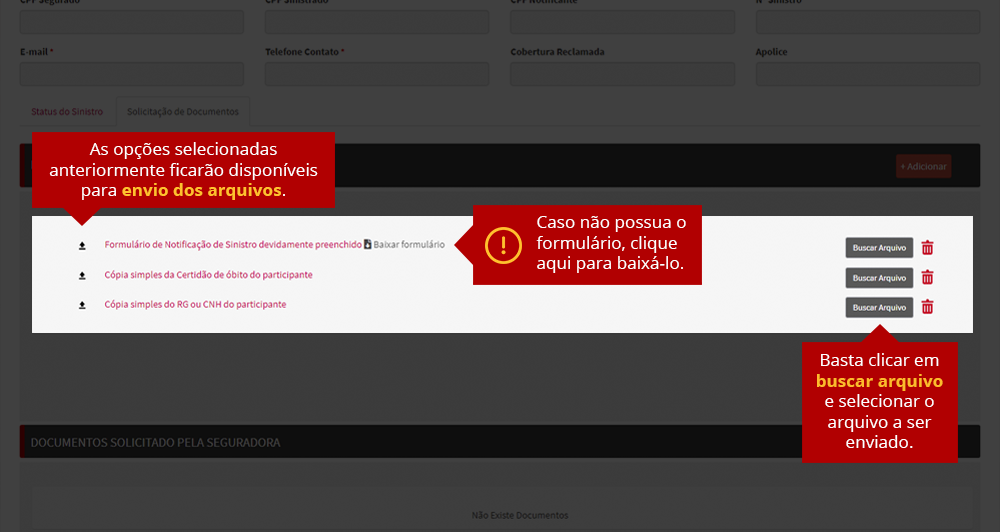 CPF Segurado
CPF Sinistrado
CPF Notificante
Nº Sinistro
E-mail *
Telefone Contato *
Cobertura Reclamada
Apolice
Status do Sinistro
Solicitação de Documentos
As opções selecionadas
anteriormente ficarão disponíveis
para envio dos arquivos.
+ Adicionar
Formulário de Notificação de Sinistro devidamente preenchido
Baixar formulário
Caso não possua o
formulário, clique
aqui para baixá-lo.
Buscar Arquivo
Cópia simples da Certidão de óbito do participante
Buscar Arquivo
Cópia simples do RG ou CNH do participante
Buscar Arquivo
Basta clicar em
buscar arquivo
e selecionar o
arquivo a ser
enviado.
DOCUMENTOS SOLICITADO PELA SEGURADORA
Não Existe Documentos